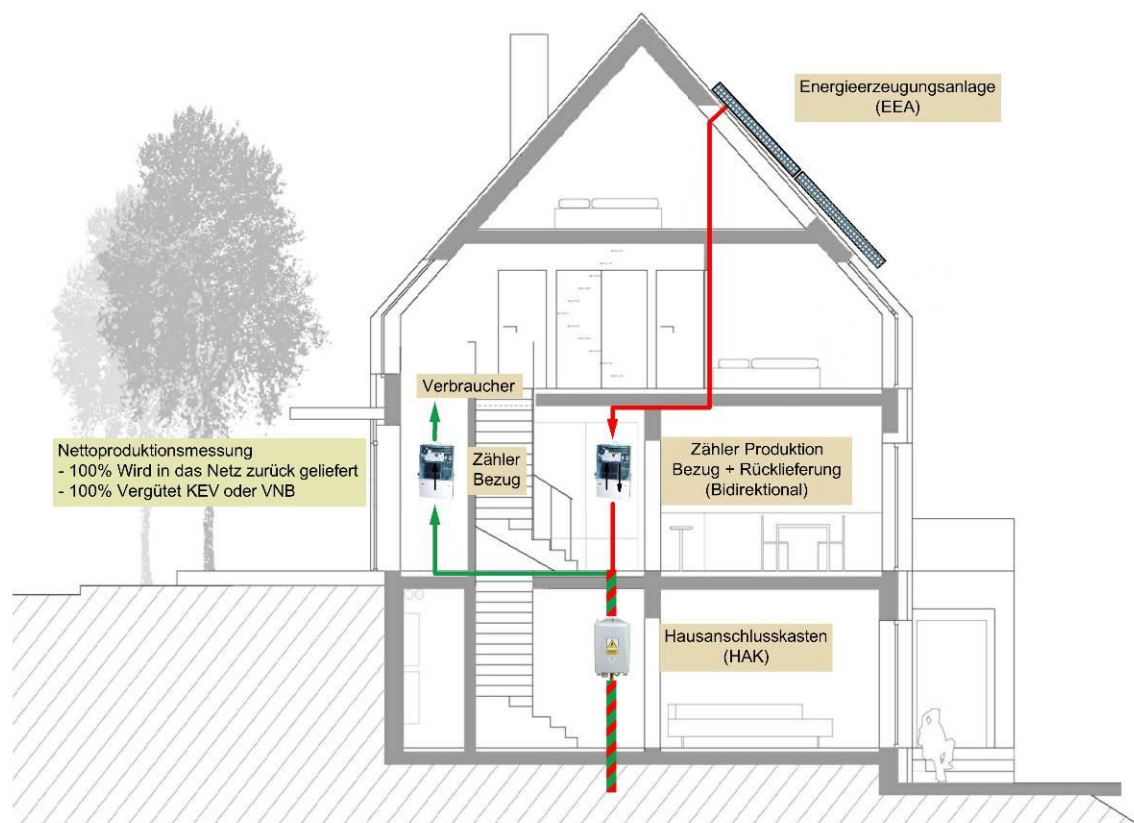 Energieerzeugungsanlage
(EEA)
Verbraucher
Nettoproduktionsmessung
- 100% Wird in das Netz zurück geliefert
- 100% Vergütet KEV oder VNB
Zähler
Bezug
Zähler Produktion
Bezug + Rücklieferung
(Bidirektional)
Hausanschlusskasten
(HAK)